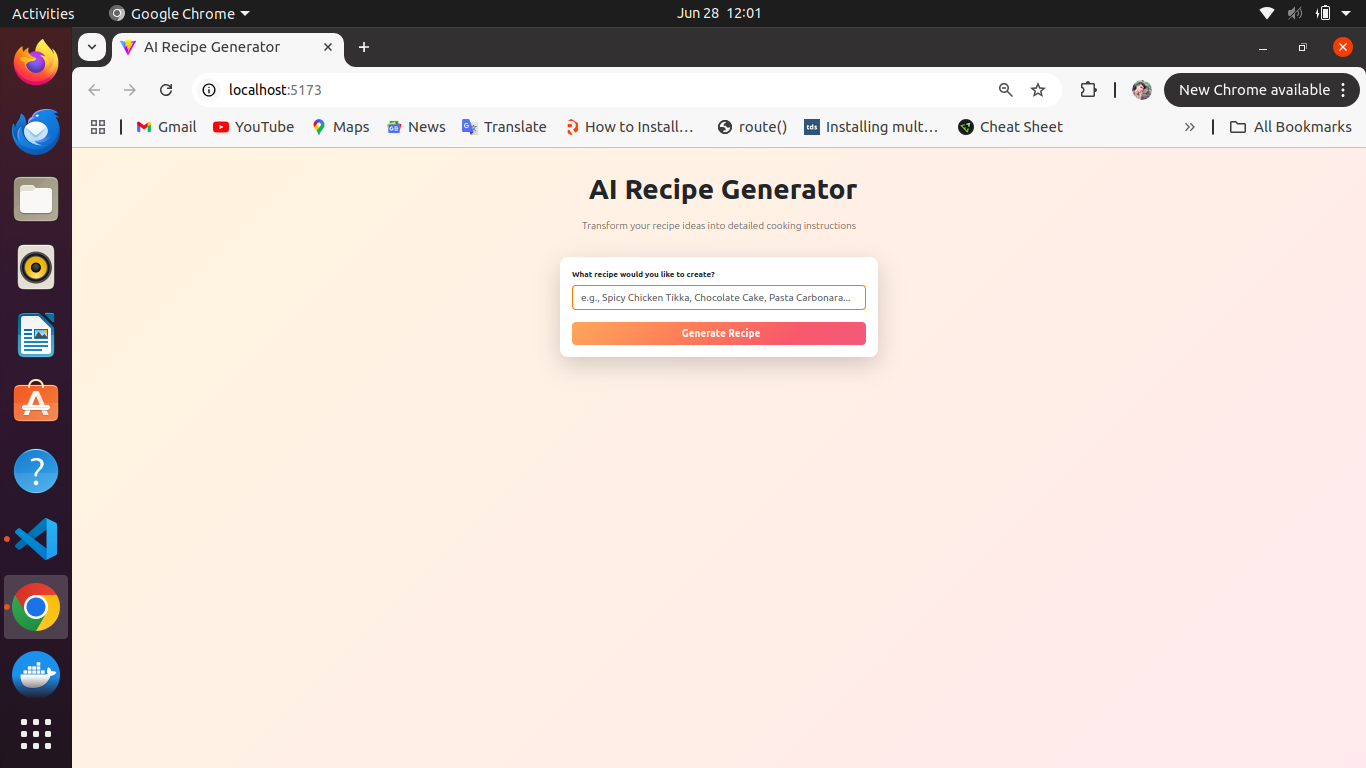 Activities
Google Chrome
Jun 28 12:01
AI Recipe Generator
localhost:5173
New Chrome available
Gmail
YouTube
Maps
News
Translate
How to Install…
route()
tds
Installing mult…
Cheat Sheet
All Bookmarks
AI Recipe Generator
Transform your recipe ideas into detailed cooking instructions
What recipe would you like to create?
e.g., Spicy Chicken Tikka, Chocolate Cake, Pasta Carbonara...
Generate Recipe